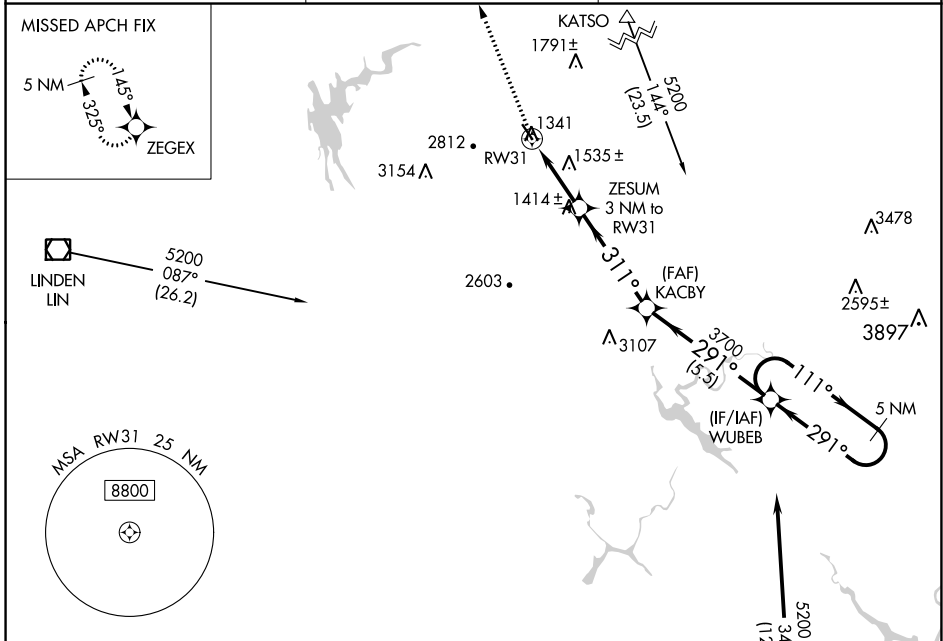 MISSED APCH FIX
5 NM
145°
325°
ZEGEX
KATSO
1791±
5200
144°
(23.5)
1341
2812
RW31
1535±
3154
1414±
ZESUM
3 NM to
RW31
3478
LINDEN
LIN
5200
087°
(26.2)
311°
2603
(FAF)
KACBY
2595±
3897
3107
3700
291°
(5.5)
111°
5 NM
(IF/IAF)
WUBEB
291°
MSA RW31 25 NM
8800
5200